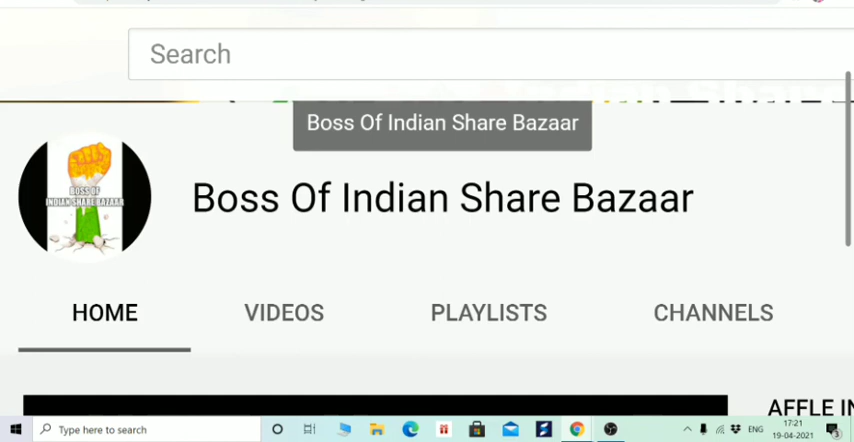 Search
Boss Of Indian Share Bazaar
BOSS OF
INDIAN SHARE BAZAAR
Boss Of Indian Share Bazaar
HOME VIDEOS PLAYLISTS CHANNELS
AFFLE IN
Type here to search
ENG
17:21
19-04-2021
3